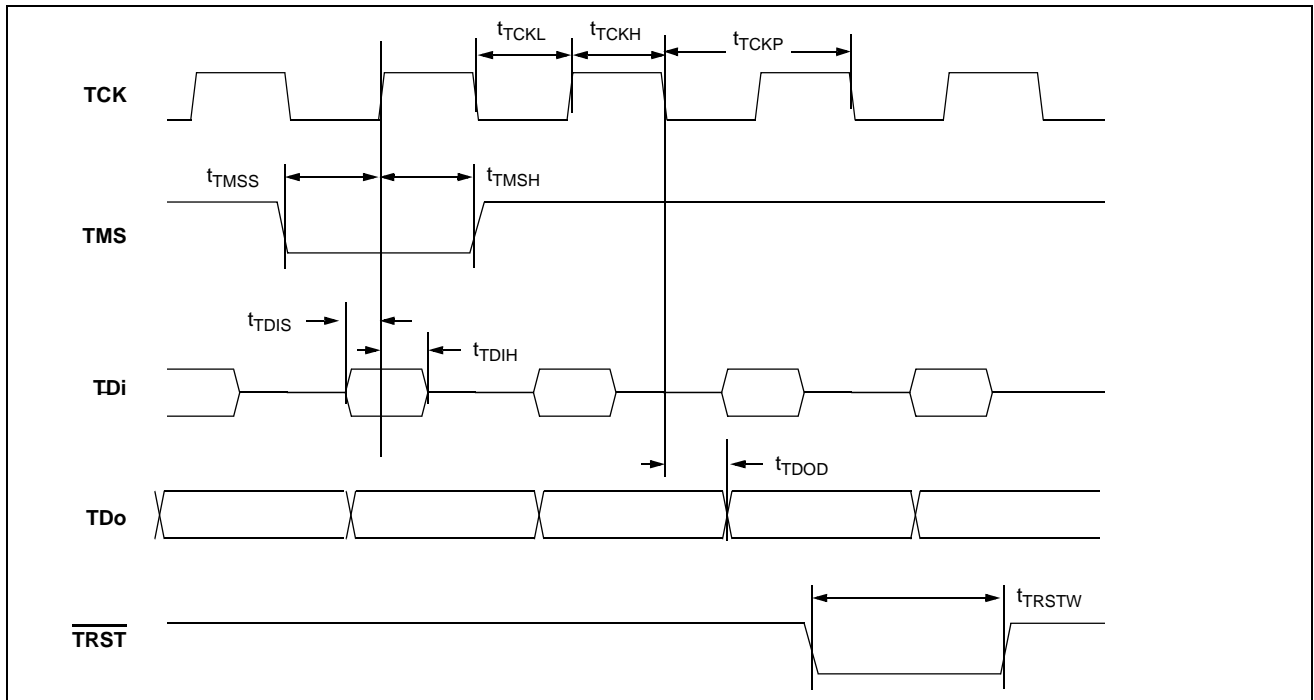 tTCKL tTCKH tTCKP
TCK
tTMSS tTMSH
TMS
tTDIS
tTDIH
TDi
tTDOD
TDo
tTRSTW
TRST